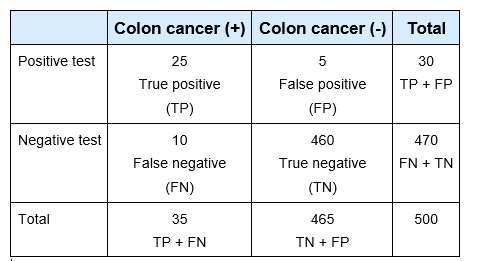 Colon cancer (+) Colon cancer (-) Total
Positive test 25 5 30
True positive False positive TP + FP
(TP) (FP)
Negative test 10 460 470
False negative True negative FN + TN
(FN) (TN)
Total 35 465 500
TP + FN TN + FP